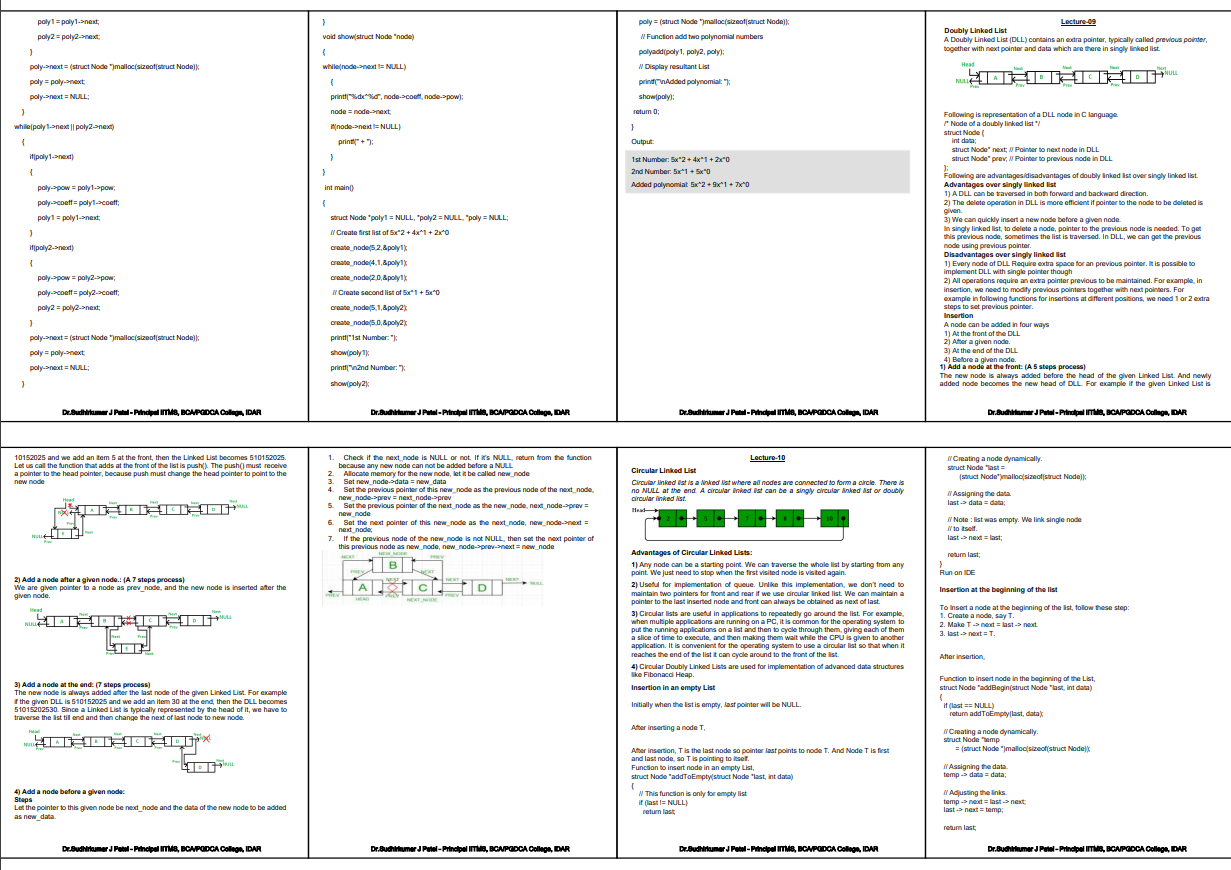 poly1 = poly1->next;
poly2 = poly2->next;
}
poly->next = (struct Node *)malloc(sizeof(struct Node));
poly = poly->next;
poly->next = NULL;
}
while(poly1->next || poly2->next)
{
if(poly1->next)
{
poly->pow = poly1->pow;
poly->coeff = poly1->coeff;
poly1 = poly1->next;
}
if(poly2->next)
{
poly->pow = poly2->pow;
poly->coeff = poly2->coeff;
poly2 = poly2->next;
}
poly->next = (struct Node *)malloc(sizeof(struct Node));
poly = poly->next;
poly->next = NULL;
}
Dr.Sudhirkumar J Patel - Principal IITMS, BCA/PGDCA College, IDAR
}
void show(struct Node *node)
{
while(node->next != NULL)
{
printf("%dx^%d", node->coeff, node->pow);
node = node->next;
if(node->next != NULL)
printf(" + ");
}
}
int main()
{
struct Node *poly1 = NULL, *poly2 = NULL, *poly = NULL;
// Create first list of 5x^2 + 4x^1 + 2x^0
create_node(5,2,&poly1);
create_node(4,1,&poly1);
create_node(2,0,&poly1);
// Create second list of 5x^1 + 5x^0
create_node(5,1,&poly2);
create_node(5,0,&poly2);
printf("1st Number: ");
show(poly1);
printf("\n2nd Number: ");
show(poly2);
Dr.Sudhirkumar J Patel - Principal IITMS, BCA/PGDCA College, IDAR
poly = (struct Node *)malloc(sizeof(struct Node));
// Function add two polynomial numbers
polyadd(poly1, poly2, poly);
// Display resultant List
printf("\nAdded polynomial: ");
show(poly);
return 0;
}
Output:
1st Number: 5x^2 + 4x^1 + 2x^0
2nd Number: 5x^1 + 5x^0
Added polynomial: 5x^2 + 9x^1 + 7x^0
Dr.Sudhirkumar J Patel - Principal IITMS, BCA/PGDCA College, IDAR
Lecture-09
Doubly Linked List
A Doubly Linked List (DLL) contains an extra pointer, typically called previous pointer,
together with next pointer and data which are there in singly linked list.
Head
Next Next Next Next
NULL A B C D NULL
Prev Prev Prev Prev
Following is representation of a DLL node in C language.
/* Node of a doubly linked list */
struct Node {
int data;
struct Node* next; // Pointer to next node in DLL
struct Node* prev; // Pointer to previous node in DLL
};
Following are advantages/disadvantages of doubly linked list over singly linked list.
Advantages over singly linked list
1) A DLL can be traversed in both forward and backward direction.
2) The delete operation in DLL is more efficient if pointer to the node to be deleted is
given.
3) We can quickly insert a new node before a given node.
In singly linked list, to delete a node, pointer to the previous node is needed. To get
this previous node, sometimes the list is traversed. In DLL, we can get the previous
node using previous pointer.
Disadvantages over singly linked list
1) Every node of DLL Require extra space for an previous pointer. It is possible to
implement DLL with single pointer though
2) All operations require an extra pointer previous to be maintained. For example, in
insertion, we need to modify previous pointers together with next pointers. For
example in following functions for insertions at different positions, we need 1 or 2 extra
steps to set previous pointer.
Insertion
A node can be added in four ways
1) At the front of the DLL
2) After a given node.
3) At the end of the DLL
4) Before a given node.
1) Add a node at the front: (A 5 steps process)
The new node is always added before the head of the given Linked List. And newly
added node becomes the new head of DLL. For example if the given Linked List is
Dr.Sudhirkumar J Patel - Principal IITMS, BCA/PGDCA College, IDAR
10152025 and we add an item 5 at the front, then the Linked List becomes 510152025.
Let us call the function that adds at the front of the list is push(). The push() must receive
a pointer to the head pointer, because push must change the head pointer to point to the
new node
Head
Next Next Next Next
A B C D NULL
Prev Prev Prev
NULL E
Prev
2) Add a node after a given node.: (A 7 steps process)
We are given pointer to a node as prev_node, and the new node is inserted after the
given node.
Head
Next Next Next
NULL A B C D NULL
Prev Prev Prev
Next
E
Prev Next
3) Add a node at the end: (7 steps process)
The new node is always added after the last node of the given Linked List. For example
if the given DLL is 510152025 and we add an item 30 at the end, then the DLL becomes
51015202530. Since a Linked List is typically represented by the head of it, we have to
traverse the list till end and then change the next of last node to new node.
Head
Next Next Next Next
NULL A B C D
Prev Prev Prev Prev
Prev D Next NULL
4) Add a node before a given node:
Steps
Let the pointer to this given node be next_node and the data of the new node to be added
as new_data.
Dr.Sudhirkumar J Patel - Principal IITMS, BCA/PGDCA College, IDAR
1. Check if the next_node is NULL or not. If it's NULL, return from the function
because any new node can not be added before a NULL
2. Allocate memory for the new node, let it be called new_node
3. Set new_node->data = new_data
4. Set the previous pointer of this new_node as the previous node of the next_node,
new_node->prev = next_node->prev
5. Set the previous pointer of the next_node as the new_node, next_node->prev =
new_node
6. Set the next pointer of this new_node as the next_node, new_node->next =
next_node;
7. If the previous node of the new_node is not NULL, then set the next pointer of
this previous node as new_node, new_node->prev->next = new_node
NEW_NODE
NEXT B PREV
PREV NEXT
NEXT NEXT NEXT
A C D NULL
PREV PREV PREV
HEAD NEXT_NODE
Dr.Sudhirkumar J Patel - Principal IITMS, BCA/PGDCA College, IDAR
Lecture-10
Circular Linked List
Circular linked list is a linked list where all nodes are connected to form a circle. There is
no NULL at the end. A circular linked list can be a singly circular linked list or doubly
circular linked list.
Head
2 5 7 8 10
Advantages of Circular Linked Lists:
1) Any node can be a starting point. We can traverse the whole list by starting from any
point. We just need to stop when the first visited node is visited again.
2) Useful for implementation of queue. Unlike this implementation, we don't need to
maintain two pointers for front and rear if we use circular linked list. We can maintain a
pointer to the last inserted node and front can always be obtained as next of last.
3) Circular lists are useful in applications to repeatedly go around the list. For example,
when multiple applications are running on a PC, it is common for the operating system to
put the running applications on a list and then to cycle through them, giving each of them
a slice of time to execute, and then making them wait while the CPU is given to another
application. It is convenient for the operating system to use a circular list so that when it
reaches the end of the list it can cycle around to the front of the list.
4) Circular Doubly Linked Lists are used for implementation of advanced data structures
like Fibonacci Heap.
Insertion in an empty List
Initially when the list is empty, last pointer will be NULL.
After inserting a node T,
After insertion, T is the last node so pointer last points to node T. And Node T is first
and last node, so T is pointing to itself.
Function to insert node in an empty List,
struct Node *addToEmpty(struct Node *last, int data)
{
// This function is only for empty list
if (last != NULL)
return last;
Dr.Sudhirkumar J Patel - Principal IITMS, BCA/PGDCA College, IDAR
// Creating a node dynamically.
struct Node *last =
(struct Node*)malloc(sizeof(struct Node));
// Assigning the data.
last -> data = data;
// Note : list was empty. We link single node
// to itself.
last -> next = last;
return last;
}
Run on IDE
Insertion at the beginning of the list
To Insert a node at the beginning of the list, follow these step:
1. Create a node, say T.
2. Make T -> next = last -> next.
3. last -> next = T.
After insertion,
Function to insert node in the beginning of the List,
struct Node *addBegin(struct Node *last, int data)
{
if (last == NULL)
return addToEmpty(last, data);
// Creating a node dynamically.
struct Node *temp
= (struct Node *)malloc(sizeof(struct Node));
// Assigning the data.
temp -> data = data;
// Adjusting the links.
temp -> next = last -> next;
last -> next = temp;
return last;
Dr.Sudhirkumar J Patel - Principal IITMS, BCA/PGDCA College, IDAR